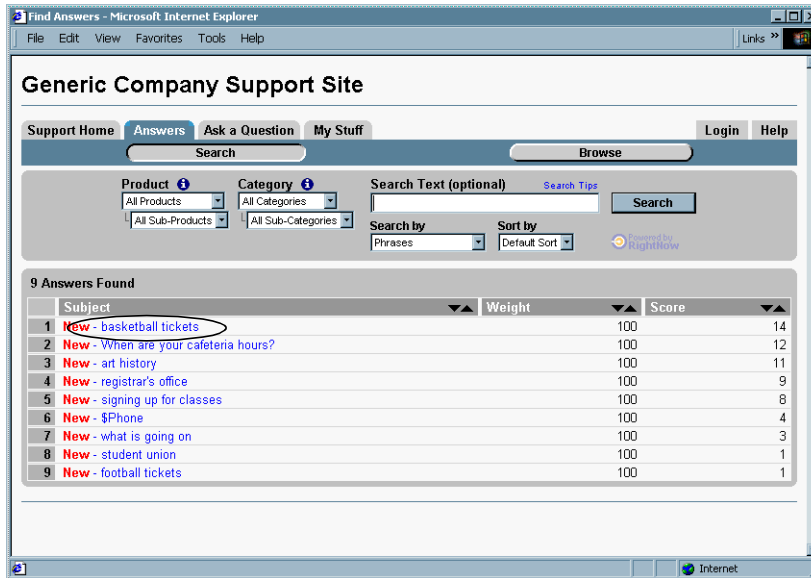 Find Answers - Microsoft Internet Explorer
File Edit View Favorites Tools Help Links »
Generic Company Support Site
Support Home Answers Ask a Question My Stuff Login Help
Search Browse
Product Category Search Text (optional) Search Tips
All Products All Categories Search
All Sub-Products All Sub-Categories
Search by Sort by
Phrases Default Sort Powered by RightNow
9 Answers Found
Subject Weight Score
1 New - basketball tickets 100 14
2 New - When are your cafeteria hours? 100 12
3 New - art history 100 11
4 New - registrar's office 100 9
5 New - signing up for classes 100 8
6 New - $Phone 100 4
7 New - what is going on 100 3
8 New - student union 100 1
9 New - football tickets 100 1
Internet